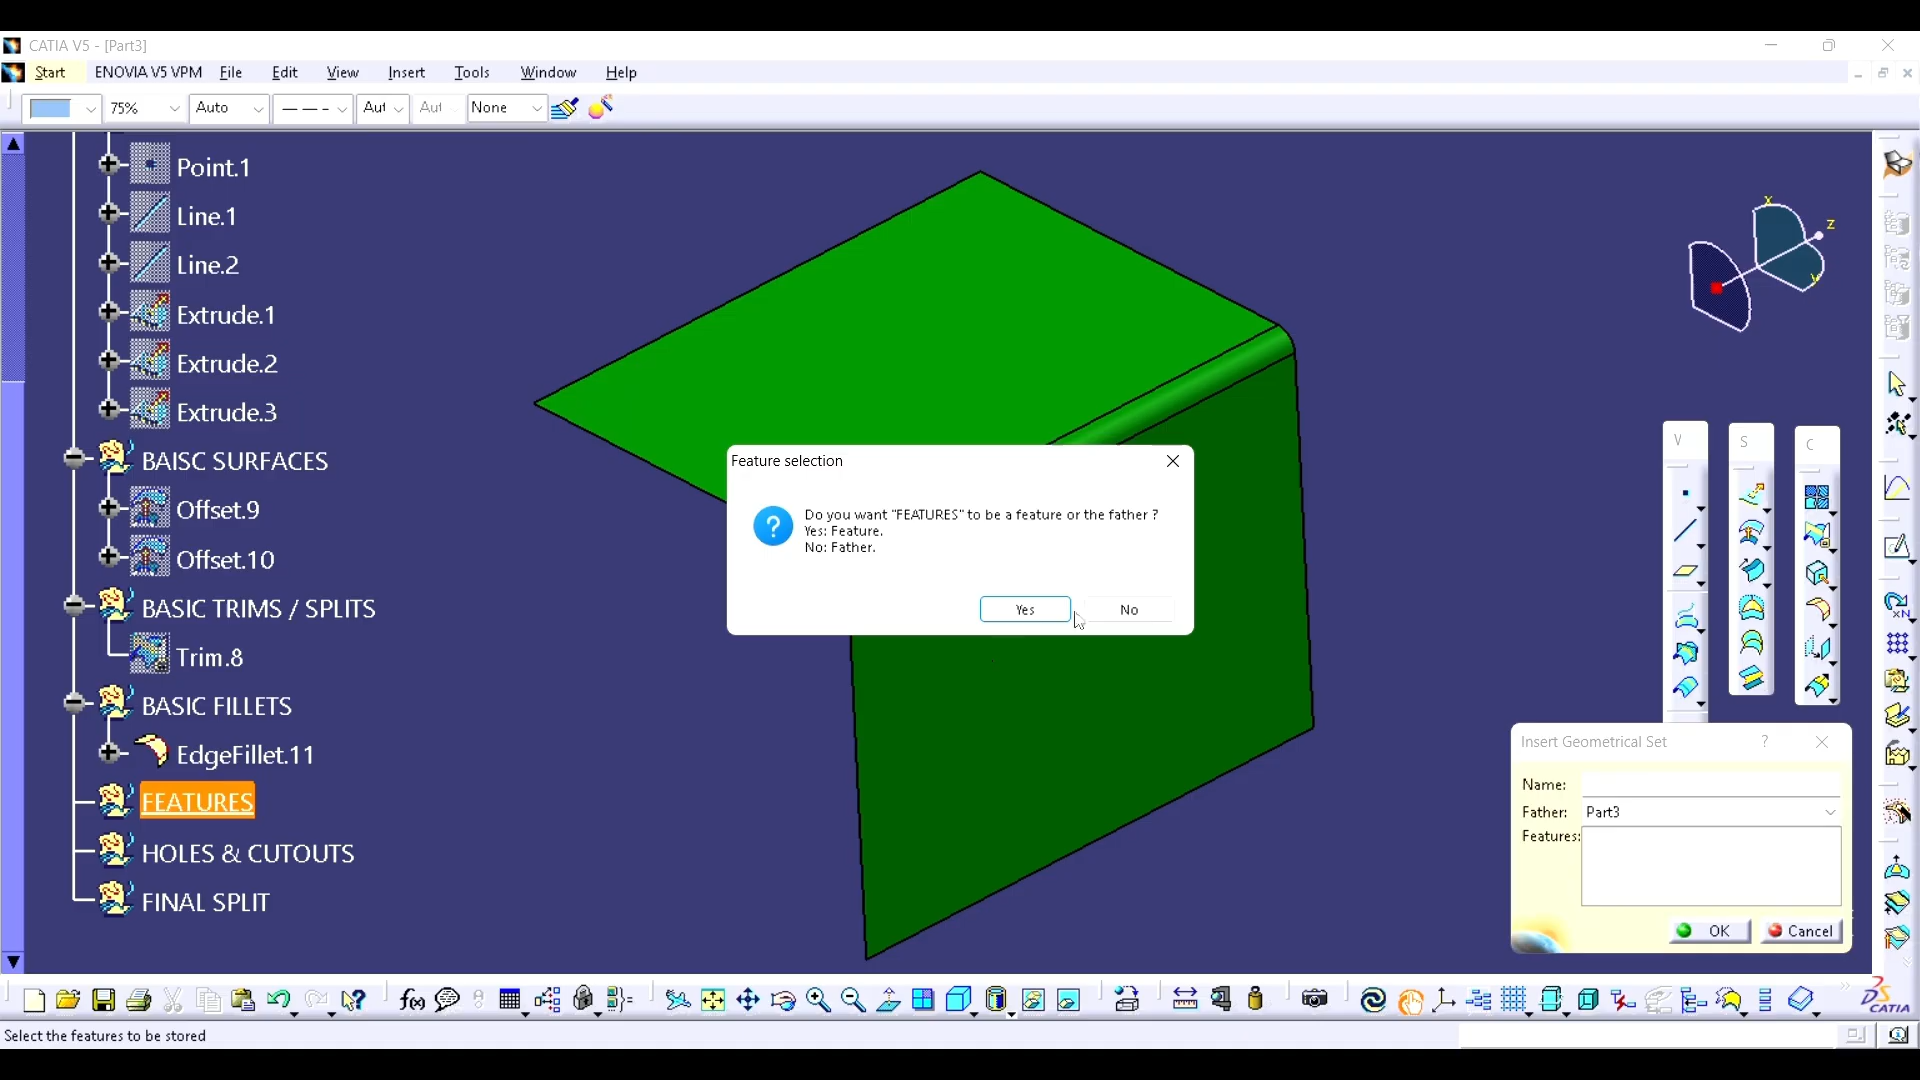 CATIA V5 - [Part3]
Start ENOVIA V5 VPM File Edit View Insert Tools Window Help
75% Auto Aut Aut None
Point.1
Line.1
Line.2
Extrude.1
Extrude.2
Extrude.3
BAISC SURFACES
Offset.9
Offset.10
BASIC TRIMS / SPLITS
Trim.8
BASIC FILLETS
EdgeFillet.11
FEATURES
HOLES & CUTOUTS
FINAL SPLIT
x
z
y
Feature selection
Do you want "FEATURES" to be a feature or the father ?
Yes: Feature.
No: Father.
Yes No
V S C
Insert Geometrical Set ?
Name:
Father: Part3
Features:
OK Cancel
f(x)
CATIA
Select the features to be stored